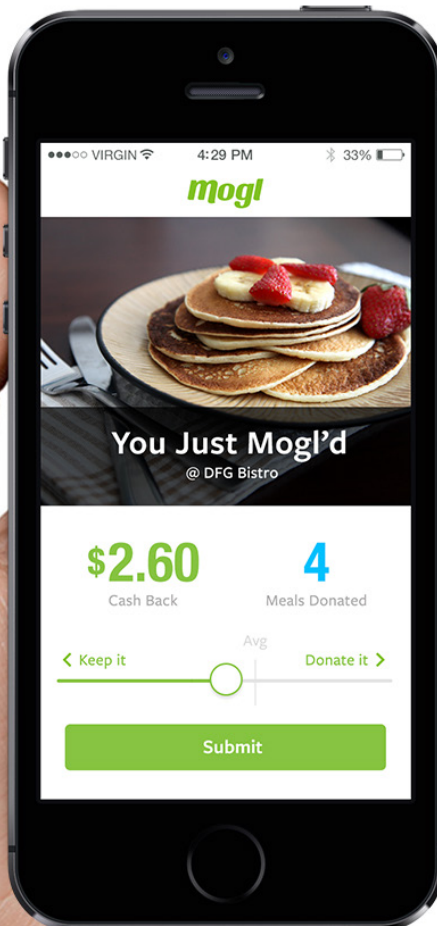 VIRGIN 4:29 PM 33%
mogl
You Just Mogl’d
@ DFG Bistro
$2.60 4
Cash Back Meals Donated
Avg
Keep it Donate it
Submit